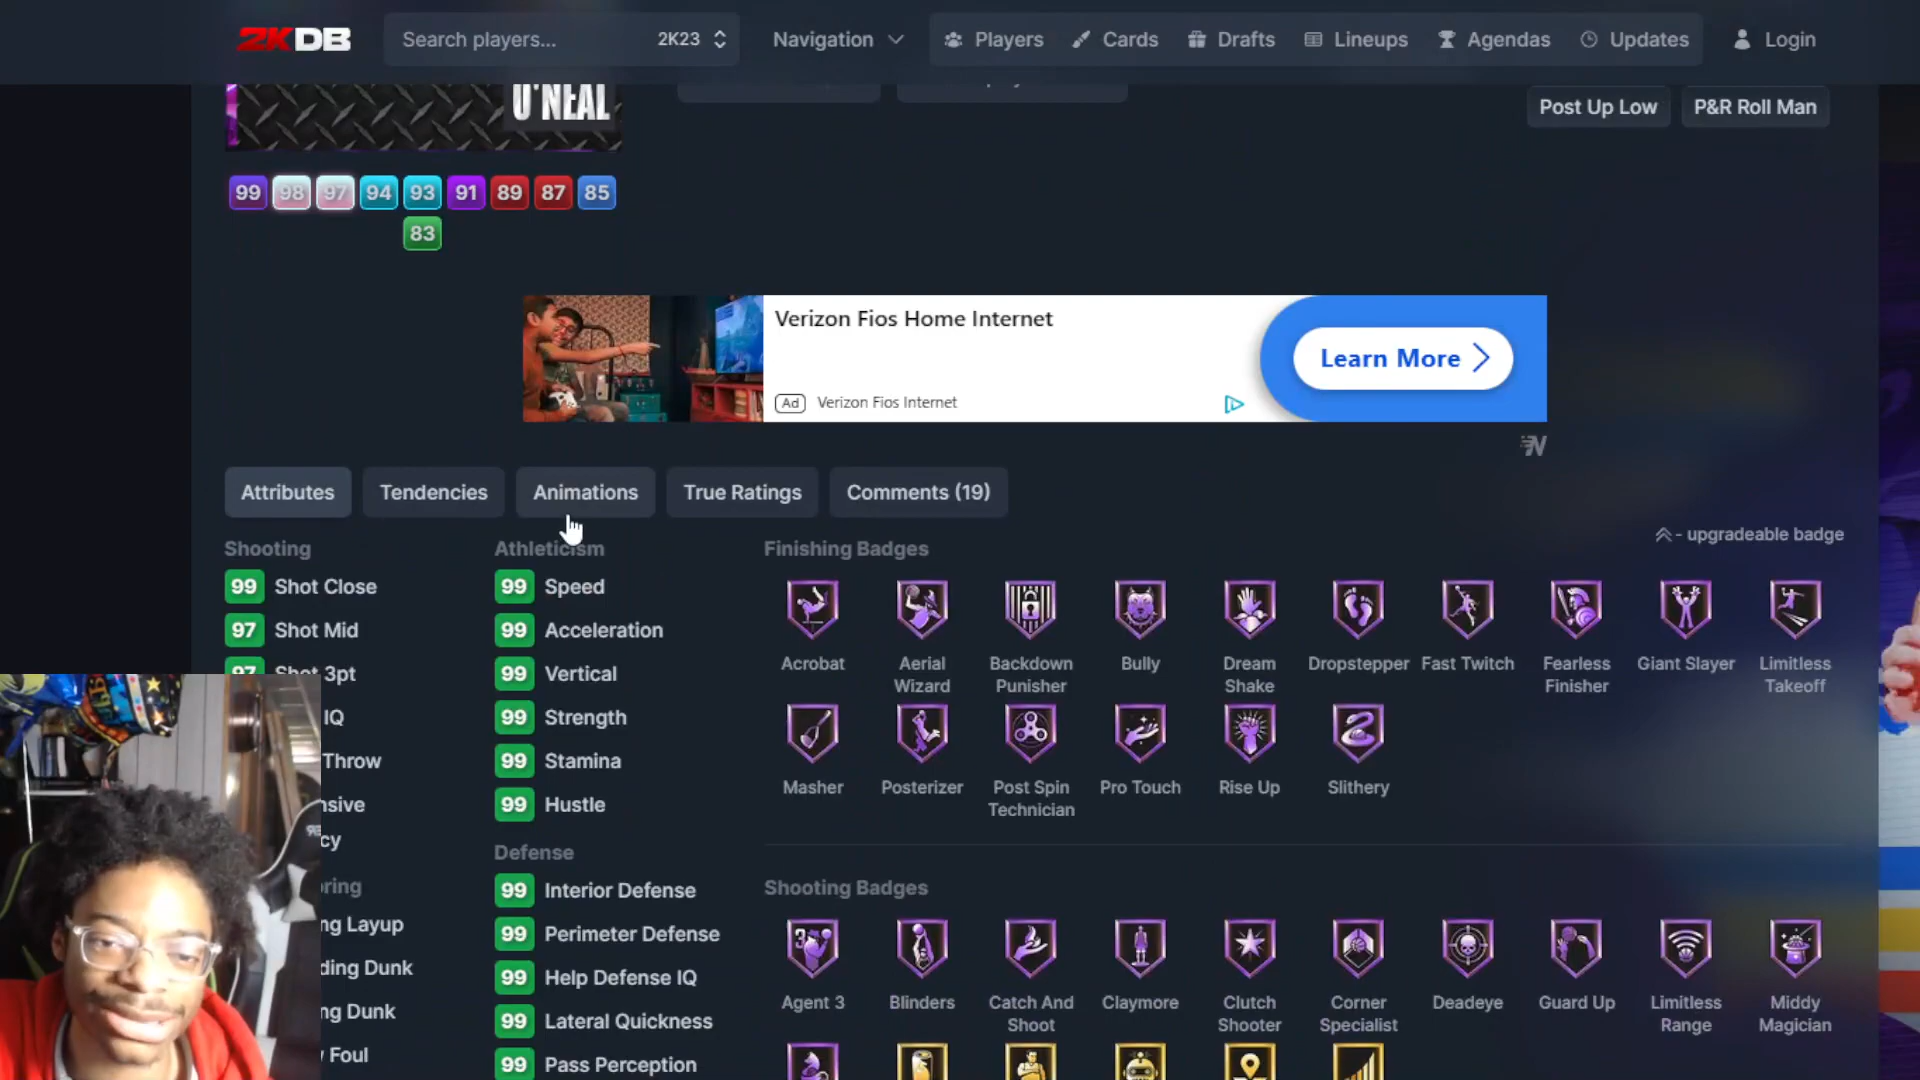 2KDB
Search players...
2K23
Navigation
Players
Cards
Drafts
Lineups
Agendas
Updates
Login
O'NEAL
Post Up Low
P&R Roll Man
99 98 97 94 93 91 89 87 85
83
Verizon Fios Home Internet
Learn More
Ad Verizon Fios Internet
Attributes
Tendencies
Animations
True Ratings
Comments (19)
- upgradeable badge
Shooting
99 Shot Close
97 Shot Mid
97 Shot 3pt
IQ
Throw
Athleticism
99 Speed
99 Acceleration
99 Vertical
99 Strength
99 Stamina
99 Hustle
Defense
99 Interior Defense
99 Perimeter Defense
99 Help Defense IQ
99 Lateral Quickness
99 Pass Perception
ng Layup
ding Dunk
ng Dunk
Foul
Finishing Badges
Acrobat
Aerial Wizard
Backdown Punisher
Bully
Dream Shake
Dropstepper
Fast Twitch
Fearless Finisher
Giant Slayer
Limitless Takeoff
Masher
Posterizer
Post Spin Technician
Pro Touch
Rise Up
Slithery
Shooting Badges
Agent 3
Blinders
Catch And Shoot
Claymore
Clutch Shooter
Corner Specialist
Deadeye
Guard Up
Limitless Range
Middy Magician